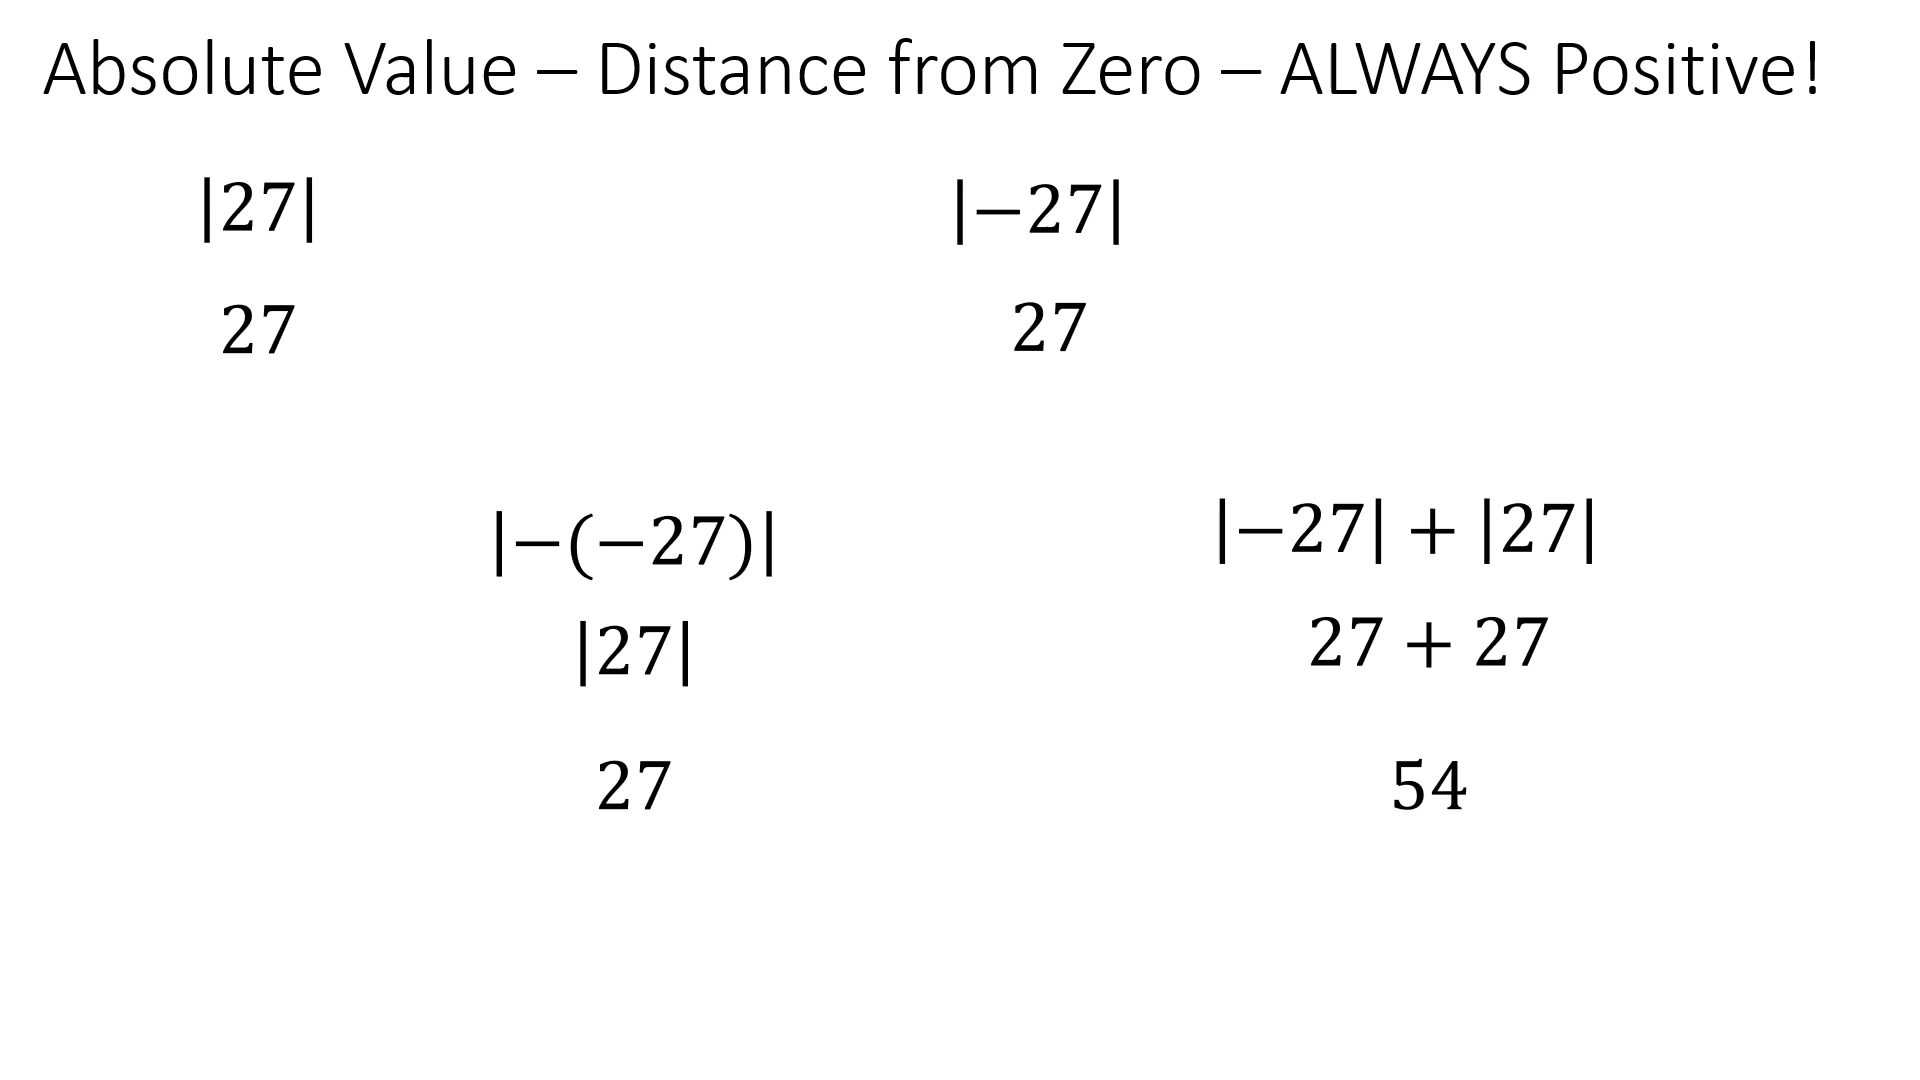 Absolute Value – Distance from Zero – ALWAYS Positive!
|27|
|−27|
27
27
|−(−27)|
|−27| + |27|
|27|
27 + 27
27
54